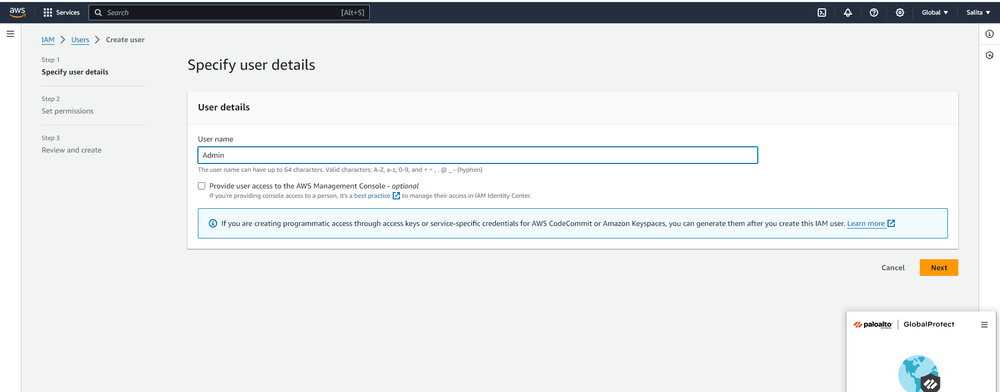 aws Services Search [Alt+S] Global Salita
IAM Users Create user
Step 1
Specify user details
Step 2
Set permissions
Step 3
Review and create
Specify user details
User details
User name
Admin
The user name can have up to 64 characters. Valid characters: A-Z, a-z, 0-9, and + = , . @ _ - (hyphen)
Provide user access to the AWS Management Console - optional
If you're providing console access to a person, it's a best practice to manage their access in IAM Identity Center.
If you are creating programmatic access through access keys or service-specific credentials for AWS CodeCommit or Amazon Keyspaces, you can generate them after you create this IAM user. Learn more
Cancel Next
paloalto NETWORKS GlobalProtect